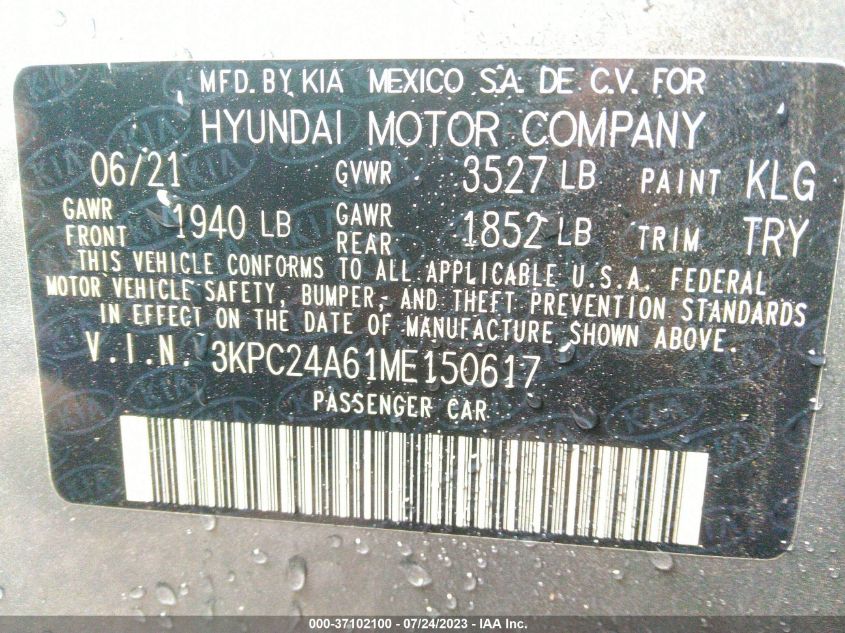 MFD. BY KIA MEXICO S.A. DE C.V. FOR
HYUNDAI MOTOR COMPANY
06/21 GVWR 3527 LB PAINT KLG
GAWR FRONT 1940 LB GAWR REAR 1852 LB TRIM TRY
THIS VEHICLE CONFORMS TO ALL APPLICABLE U.S.A. FEDERAL
MOTOR VEHICLE SAFETY, BUMPER, AND THEFT PREVENTION STANDARDS
IN EFFECT ON THE DATE OF MANUFACTURE SHOWN ABOVE.
V.I.N. 3KPC24A61ME150617
PASSENGER CAR
000-37102100 - 07/24/2023 - IAA Inc.